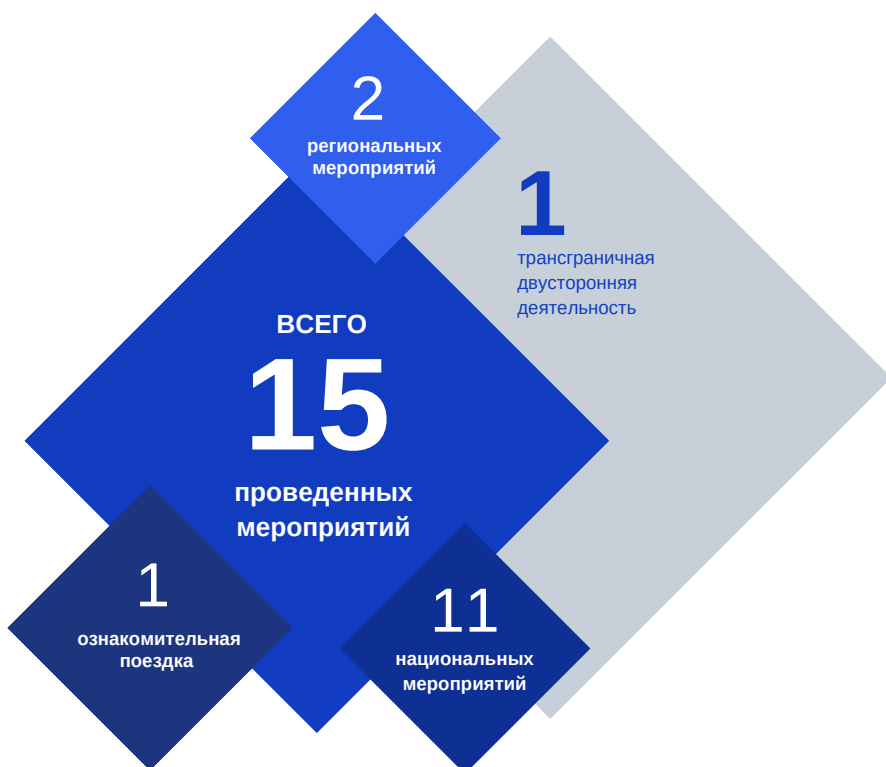 2
региональных
мероприятий
1
трансграничная
двусторонняя
деятельность
ВСЕГО
15
проведенных
мероприятий
1
ознакомительная
поездка
11
национальных
мероприятий